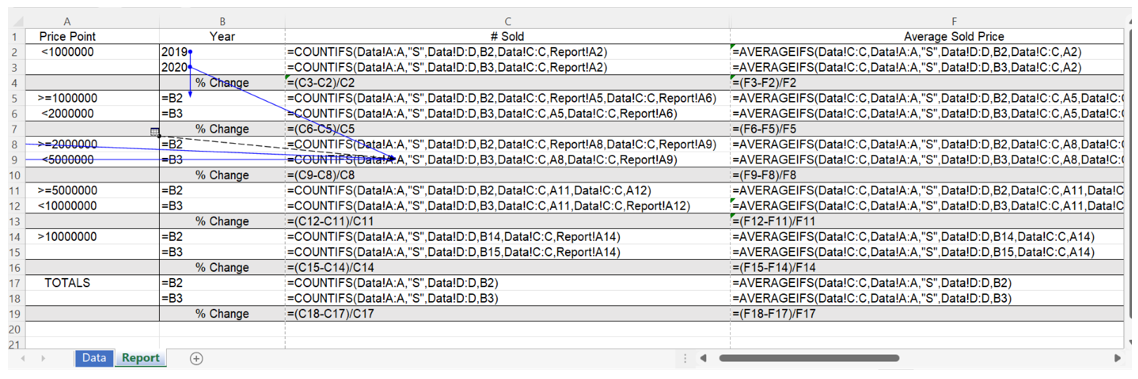 A B C F
1 Price Point Year # Sold Average Sold Price
2 <1000000 2019 =COUNTIFS(Data!A:A,"S",Data!D:D,B2,Data!C:C,Report!A2) =AVERAGEIFS(Data!C:C,Data!A:A,"S",Data!D:D,B2,Data!C:C,A2)
3 2020 =COUNTIFS(Data!A:A,"S",Data!D:D,B3,Data!C:C,Report!A2) =AVERAGEIFS(Data!C:C,Data!A:A,"S",Data!D:D,B3,Data!C:C,A2)
4 % Change =(C3-C2)/C2 =(F3-F2)/F2
5 >=1000000 =B2 =COUNTIFS(Data!A:A,"S",Data!D:D,B2,Data!C:C,Report!A5,Data!C:C,Report!A6) =AVERAGEIFS(Data!C:C,Data!A:A,"S",Data!D:D,B2,Data!C:C,A5,Data!C:
6 <2000000 =B3 =COUNTIFS(Data!A:A,"S",Data!D:D,B3,Data!C:C,A5,Data!C:C,Report!A6) =AVERAGEIFS(Data!C:C,Data!A:A,"S",Data!D:D,B3,Data!C:C,A5,Data!C:
7 % Change =(C6-C5)/C5 =(F6-F5)/F5
8 >=2000000 =B2 =COUNTIFS(Data!A:A,"S",Data!D:D,B2,Data!C:C,Report!A8,Data!C:C,Report!A9) =AVERAGEIFS(Data!C:C,Data!A:A,"S",Data!D:D,B2,Data!C:C,A8,Data!C:
9 <5000000 =B3 =COUNTIFS(Data!A:A,"S",Data!D:D,B3,Data!C:C,A8,Data!C:C,Report!A9) =AVERAGEIFS(Data!C:C,Data!A:A,"S",Data!D:D,B3,Data!C:C,A8,Data!C:
10 % Change =(C9-C8)/C8 =(F9-F8)/F8
11 >=5000000 =B2 =COUNTIFS(Data!A:A,"S",Data!D:D,B2,Data!C:C,A11,Data!C:C,A12) =AVERAGEIFS(Data!C:C,Data!A:A,"S",Data!D:D,B2,Data!C:C,A11,Data!C
12 <10000000 =B3 =COUNTIFS(Data!A:A,"S",Data!D:D,B3,Data!C:C,A11,Data!C:C,Report!A12) =AVERAGEIFS(Data!C:C,Data!A:A,"S",Data!D:D,B3,Data!C:C,A11,Data!C
13 % Change =(C12-C11)/C11 =(F12-F11)/F11
14 >10000000 =B2 =COUNTIFS(Data!A:A,"S",Data!D:D,B14,Data!C:C,Report!A14) =AVERAGEIFS(Data!C:C,Data!A:A,"S",Data!D:D,B14,Data!C:C,A14)
15 =B3 =COUNTIFS(Data!A:A,"S",Data!D:D,B15,Data!C:C,Report!A14) =AVERAGEIFS(Data!C:C,Data!A:A,"S",Data!D:D,B15,Data!C:C,A14)
16 % Change =(C15-C14)/C14 =(F15-F14)/F14
17 TOTALS =B2 =COUNTIFS(Data!A:A,"S",Data!D:D,B2) =AVERAGEIFS(Data!C:C,Data!A:A,"S",Data!D:D,B2)
18 =B3 =COUNTIFS(Data!A:A,"S",Data!D:D,B3) =AVERAGEIFS(Data!C:C,Data!A:A,"S",Data!D:D,B3)
19 % Change =(C18-C17)/C17 =(F18-F17)/F17
20
21
Data Report